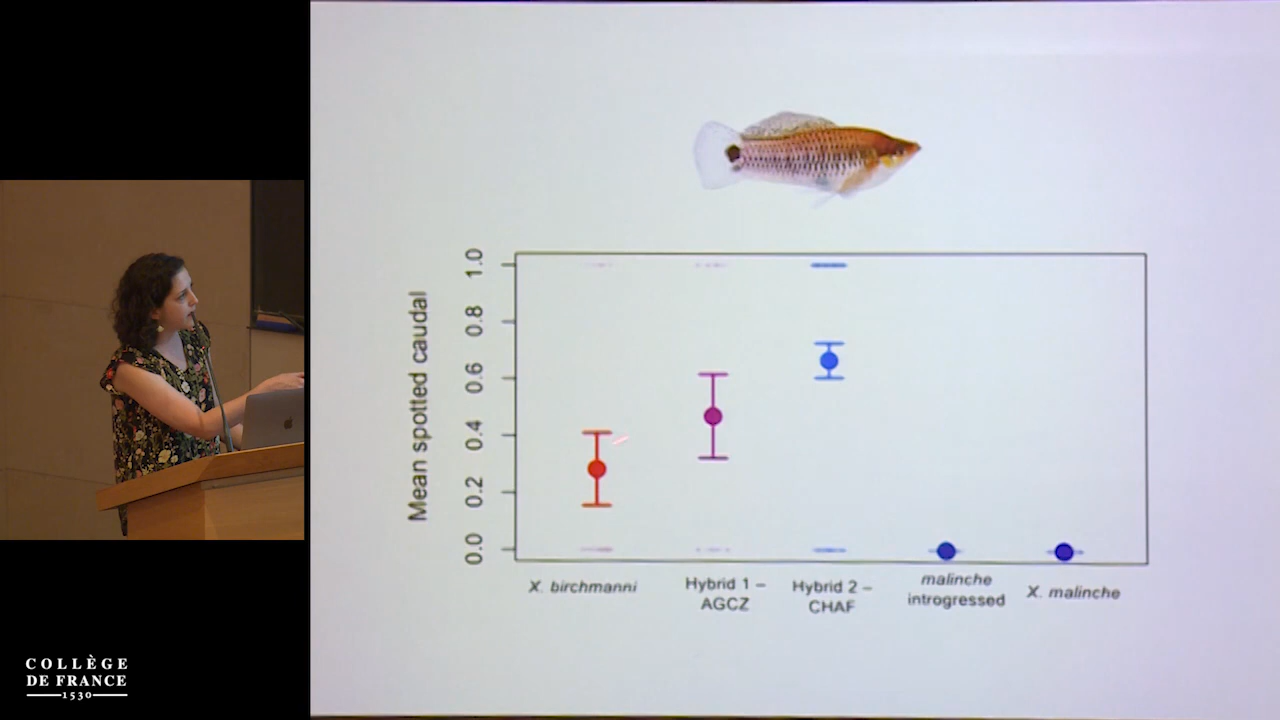 Mean spotted caudal
1.0
0.8
0.6
0.4
0.2
0.0
X. birchmanni
Hybrid 1 –
AGCZ
Hybrid 2 –
CHAF
malinche
introgressed
X. malinche
COLLÈGE
DE FRANCE
1530